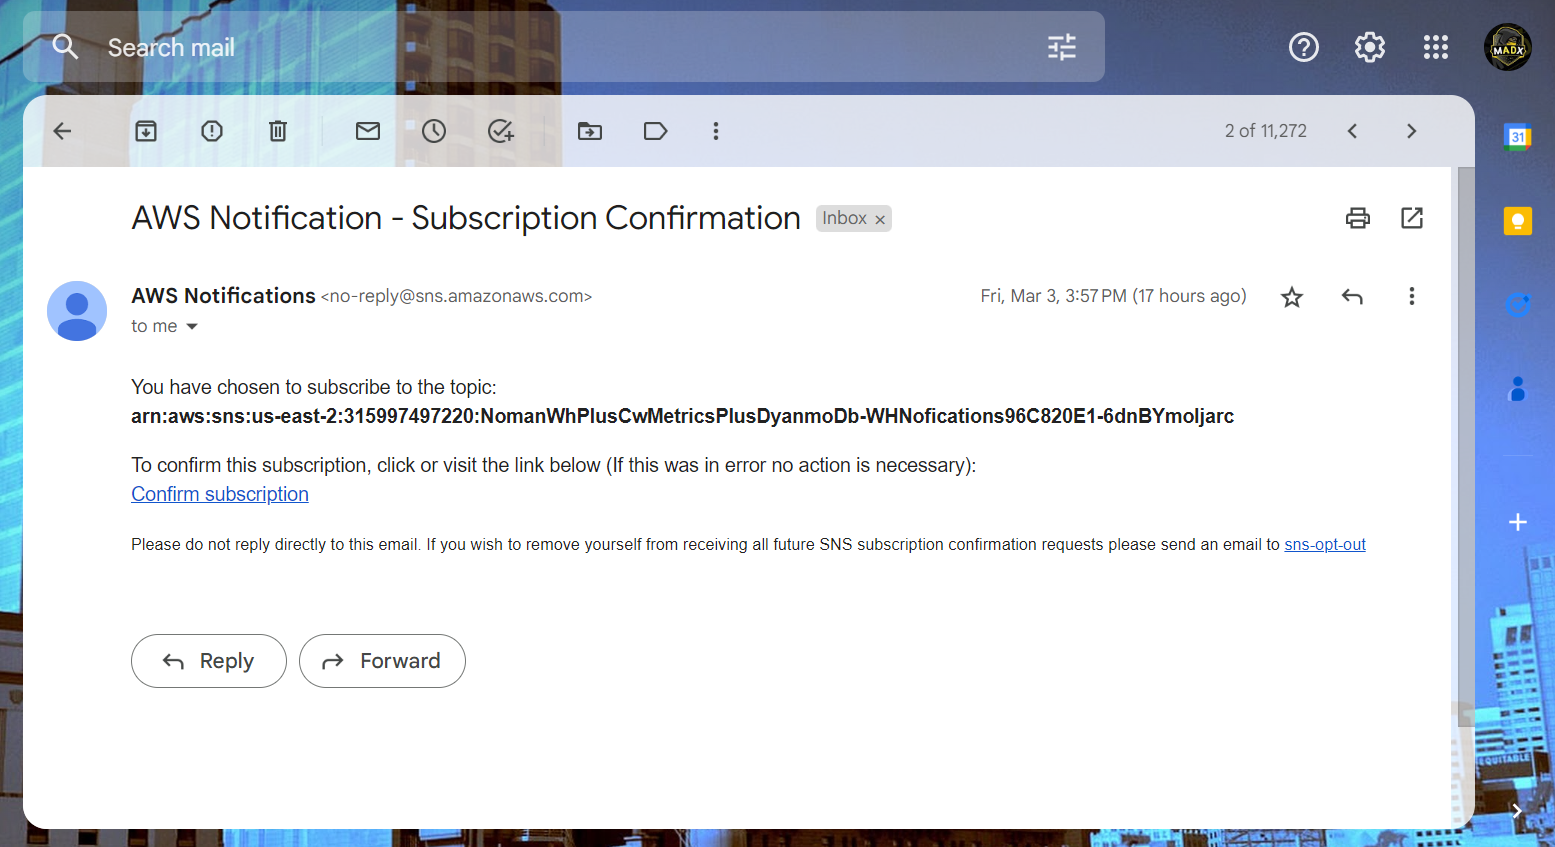 Search mail
MADX
2 of 11,272
31
AWS Notification - Subscription Confirmation
Inbox ×
AWS Notifications <no-reply@sns.amazonaws.com>
Fri, Mar 3, 3:57 PM (17 hours ago)
to me
You have chosen to subscribe to the topic:
arn:aws:sns:us-east-2:315997497220:NomanWhPlusCwMetricsPlusDyanmoDb-WHNofications96C820E1-6dnBYmoljarc
To confirm this subscription, click or visit the link below (If this was in error no action is necessary):
Confirm subscription
Please do not reply directly to this email. If you wish to remove yourself from receiving all future SNS subscription confirmation requests please send an email to sns-opt-out
Reply
Forward
EQUITABLE